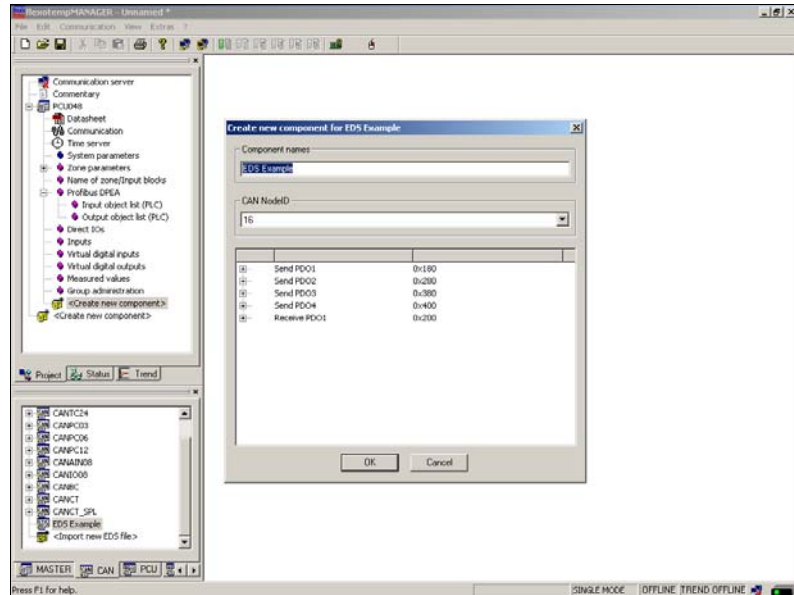 flexotempMANAGER - Unnamed *
File Edit Communication View Extras ?
Communication server
Commentary
PCU048
Datasheet
Communication
Time server
System parameters
Zone parameters
Name of zone/Input blocks
Profibus DPEA
Input object list (PLC)
Output object list (PLC)
Direct IOs
Inputs
Virtual digital inputs
Virtual digital outputs
Measured values
Group administration
<Create new component>
<Create new component>
Project Status Trend
CANTC24
CANPC03
CANPC06
CANPC12
CANAIN08
CANIO08
CANBC
CANCT
CANCT_SPL
EDS Example
<Import new EDS file>
MASTER CAN PCU
Create new component for EDS Example
Component names
EDS Example
CAN NodeID
16
Send PDO1 0x180
Send PDO2 0x280
Send PDO3 0x380
Send PDO4 0x400
Receive PDO1 0x200
OK Cancel
Press F1 for help.
SINGLE MODE OFFLINE TREND OFFLINE